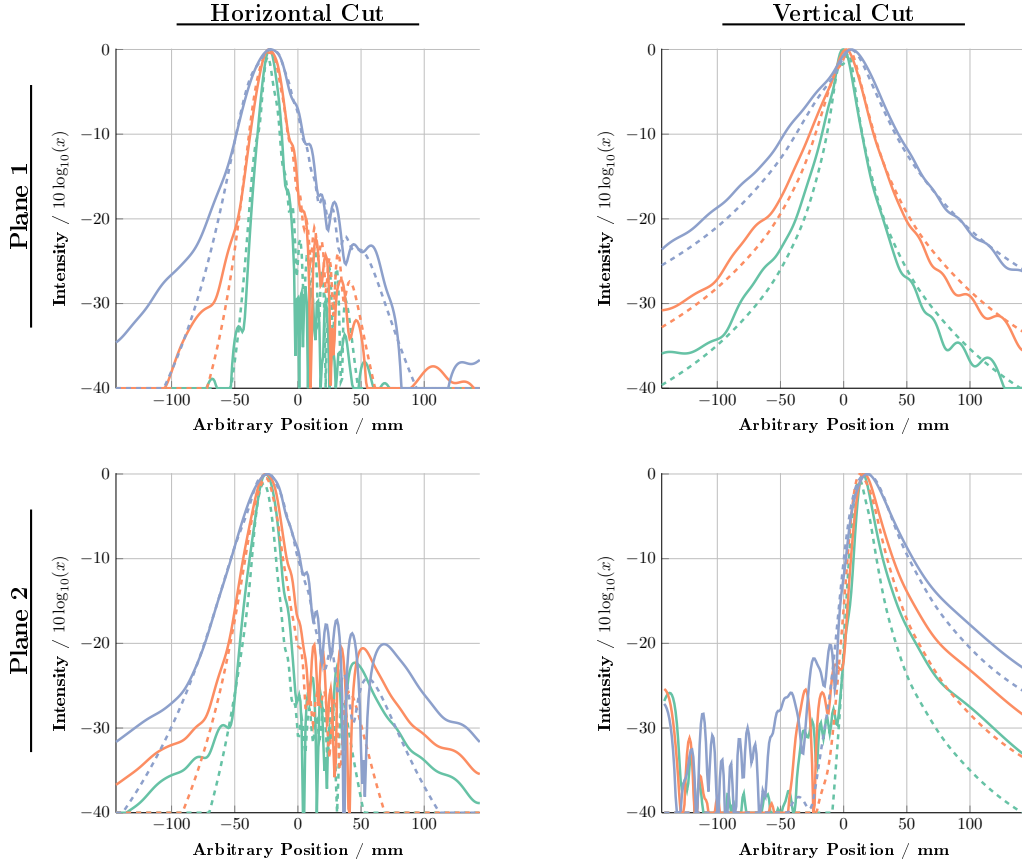 Horizontal Cut
Vertical Cut
Plane 1
Intensity / 10 log10(x)
0
−10
−20
−30
−40
−100 −50 0 50 100
Arbitrary Position / mm
Intensity / 10 log10(x)
0
−10
−20
−30
−40
−100 −50 0 50 100
Arbitrary Position / mm
Plane 2
Intensity / 10 log10(x)
0
−10
−20
−30
−40
−100 −50 0 50 100
Arbitrary Position / mm
Intensity / 10 log10(x)
0
−10
−20
−30
−40
−100 −50 0 50 100
Arbitrary Position / mm